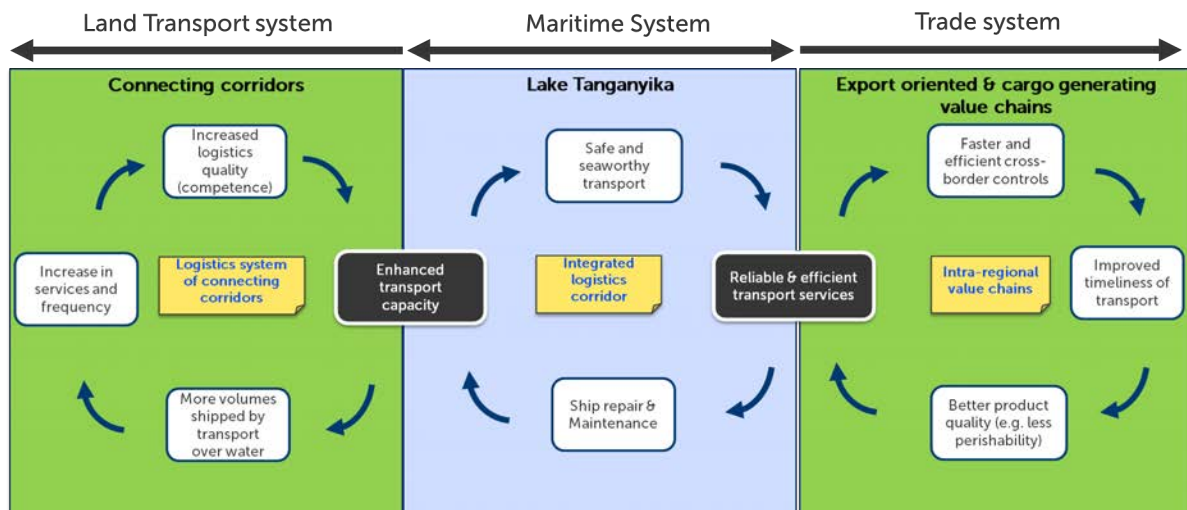 Land Transport system
Maritime System
Trade system
Connecting corridors
Increased
logistics
quality
(competence)
Increase in
services and
frequency
Logistics system
of connecting
corridors
Enhanced
transport
capacity
More volumes
shipped by
transport
over water
Lake Tanganyika
Safe and
seaworthy
transport
Integrated
logistics
corridor
Reliable & efficient
transport services
Ship repair &
Maintenance
Export oriented & cargo generating
value chains
Faster and
efficient cross-
border controls
Intra-regional
value chains
Improved
timeliness of
transport
Better product
quality (e.g. less
perishability)